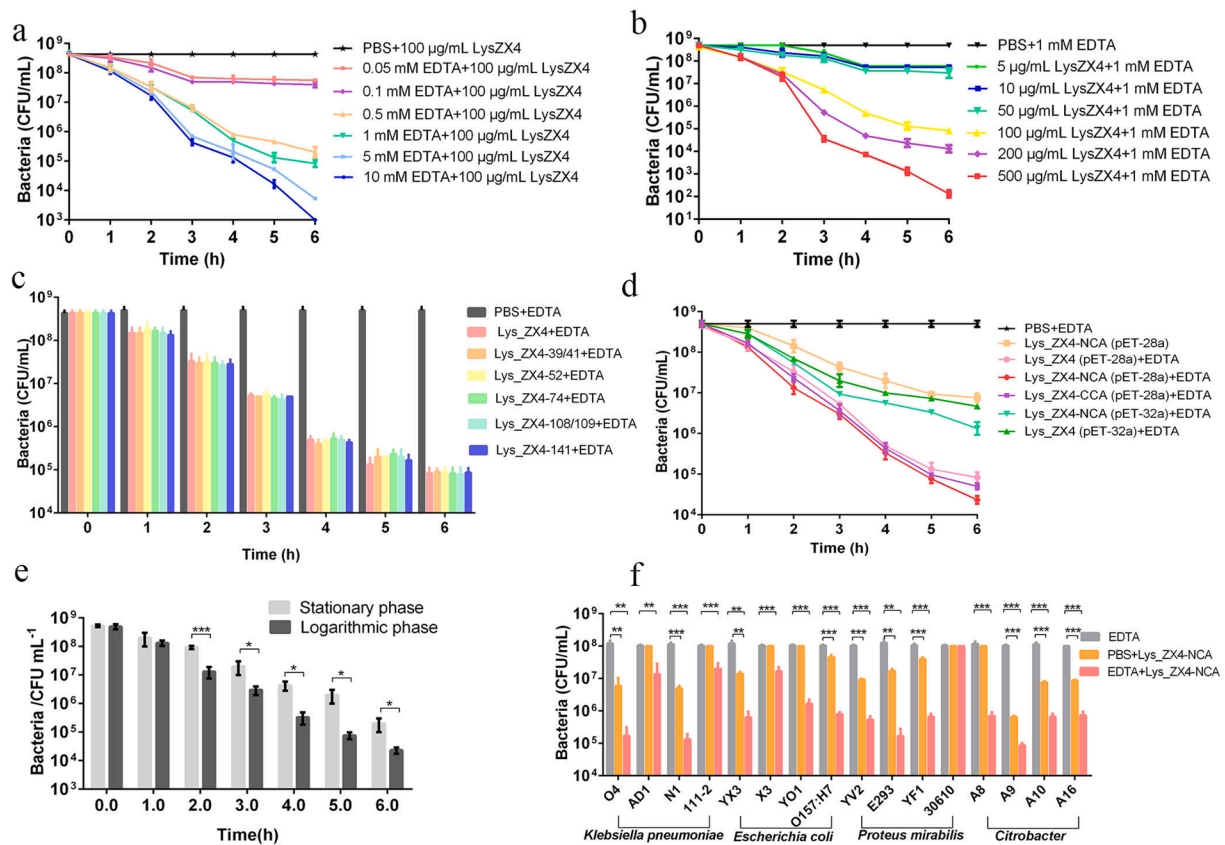 a
Bacteria (CFU/mL)
10⁹
10⁸
10⁷
10⁶
10⁵
10⁴
10³
0 1 2 3 4 5 6
Time (h)
PBS+100 μg/mL LysZX4
0.05 mM EDTA+100 μg/mL LysZX4
0.1 mM EDTA+100 μg/mL LysZX4
0.5 mM EDTA+100 μg/mL LysZX4
1 mM EDTA+100 μg/mL LysZX4
5 mM EDTA+100 μg/mL LysZX4
10 mM EDTA+100 μg/mL LysZX4
b
Bacteria (CFU/mL)
10⁹
10⁸
10⁷
10⁶
10⁵
10⁴
10³
10²
10¹
0 1 2 3 4 5 6
Time (h)
PBS+1 mM EDTA
5 μg/mL LysZX4+1 mM EDTA
10 μg/mL LysZX4+1 mM EDTA
50 μg/mL LysZX4+1 mM EDTA
100 μg/mL LysZX4+1 mM EDTA
200 μg/mL LysZX4+1 mM EDTA
500 μg/mL LysZX4+1 mM EDTA
c
Bacteria (CFU/mL)
10⁹
10⁸
10⁷
10⁶
10⁵
10⁴
0 1 2 3 4 5 6
Time (h)
PBS+EDTA
Lys_ZX4+EDTA
Lys_ZX4-39/41+EDTA
Lys_ZX4-52+EDTA
Lys_ZX4-74+EDTA
Lys_ZX4-108/109+EDTA
Lys_ZX4-141+EDTA
d
Bacteria (CFU/mL)
10⁹
10⁸
10⁷
10⁶
10⁵
10⁴
0 1 2 3 4 5 6
Time (h)
PBS+EDTA
Lys_ZX4-NCA (pET-28a)
Lys_ZX4 (pET-28a)+EDTA
Lys_ZX4-NCA (pET-28a)+EDTA
Lys_ZX4-CCA (pET-28a)+EDTA
Lys_ZX4-NCA (pET-32a)+EDTA
Lys_ZX4 (pET-32a)+EDTA
e
Bacteria /CFU mL⁻¹
10⁹
10⁸
10⁷
10⁶
10⁵
10⁴
10³
*** * * * *
0.0 1.0 2.0 3.0 4.0 5.0 6.0
Time(h)
Stationary phase
Logarithmic phase
f
Bacteria (CFU/mL)
10⁹
10⁸
10⁷
10⁶
10⁵
10⁴
** ** *** *** ** *** *** *** *** ** *** *** *** *** ***
** *** ** *** *** ** *** *** *** ***
O4 AD1 N1 111-2 YX3 X3 YO1 O157:H7 YV2 E293 YF1 30610 A8 A9 A10 A16
Klebsiella pneumoniae Escherichia coli Proteus mirabilis Citrobacter
EDTA
PBS+Lys_ZX4-NCA
EDTA+Lys_ZX4-NCA